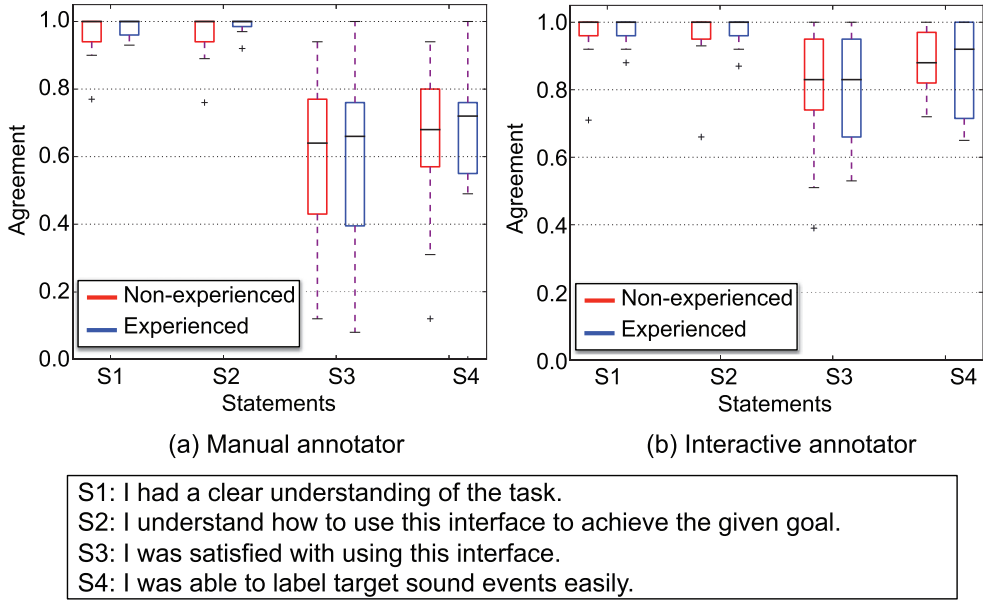 1.0
0.8
0.6
0.4
0.2
0.0
Agreement
Non-experienced
Experienced
S1 S2 S3 S4
Statements
(a) Manual annotator
1.0
0.8
0.6
0.4
0.2
0.0
Agreement
Non-experienced
Experienced
S1 S2 S3 S4
Statements
(b) Interactive annotator
S1: I had a clear understanding of the task.
S2: I understand how to use this interface to achieve the given goal.
S3: I was satisfied with using this interface.
S4: I was able to label target sound events easily.